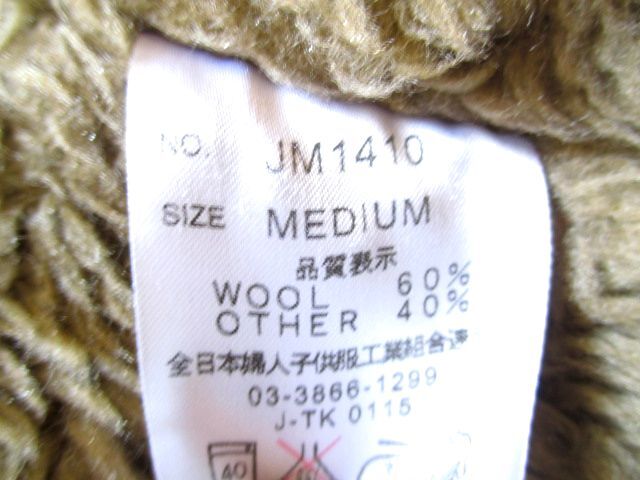 NO. JM1410
SIZE MEDIUM
品質表示
WOOL 60%
OTHER 40%
全日本婦人子供服工業組合連
03-3866-1299
J-TK 0115
40